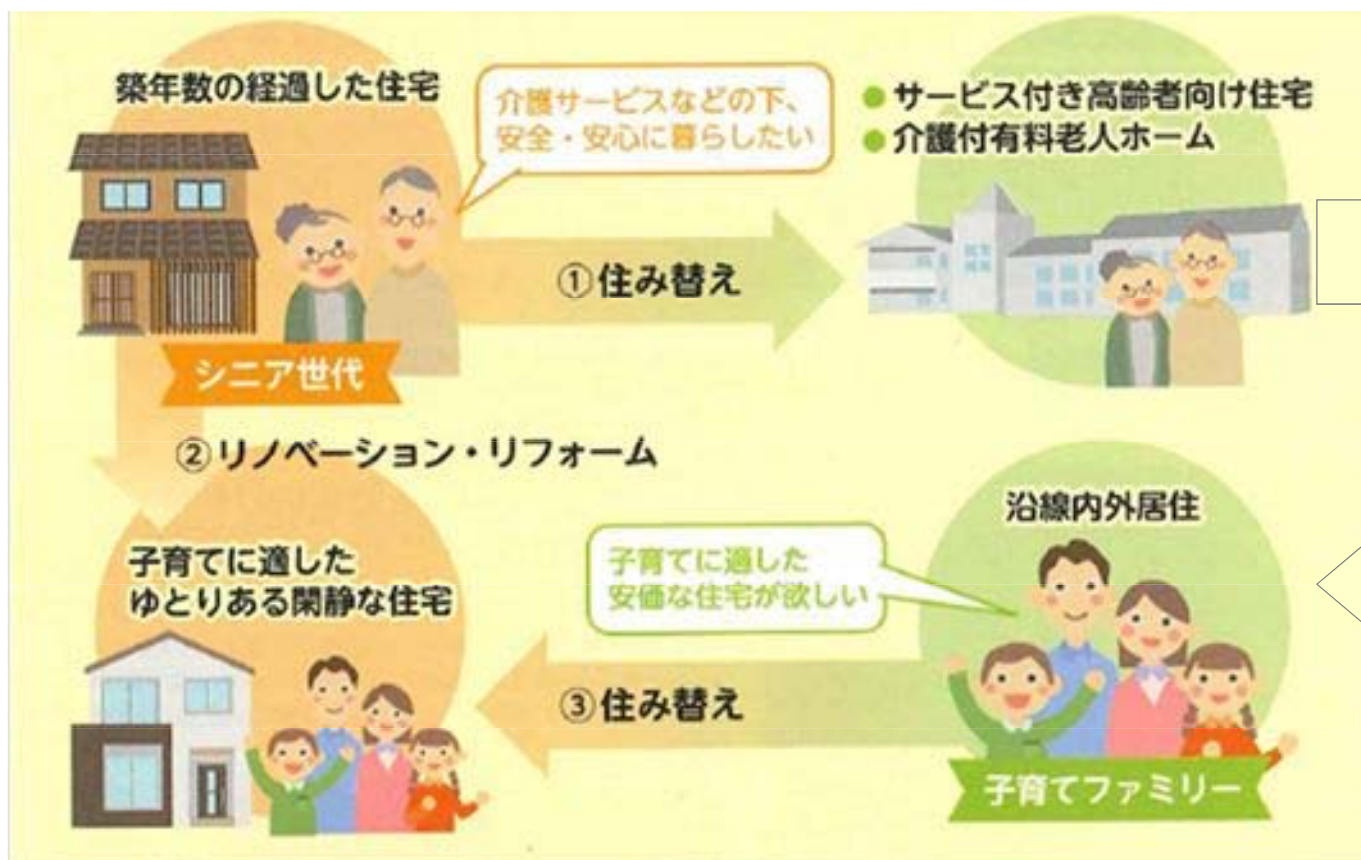 築年数の経過した住宅
介護サービスなどの下、
安全・安心に暮らしたい
● サービス付き高齢者向け住宅
● 介護付有料老人ホーム
①住み替え
シニア世代
②リノベーション・リフォーム
沿線内外居住
子育てに適した
安価な住宅が欲しい
子育てに適した
ゆとりある閑静な住宅
③住み替え
子育てファミリー